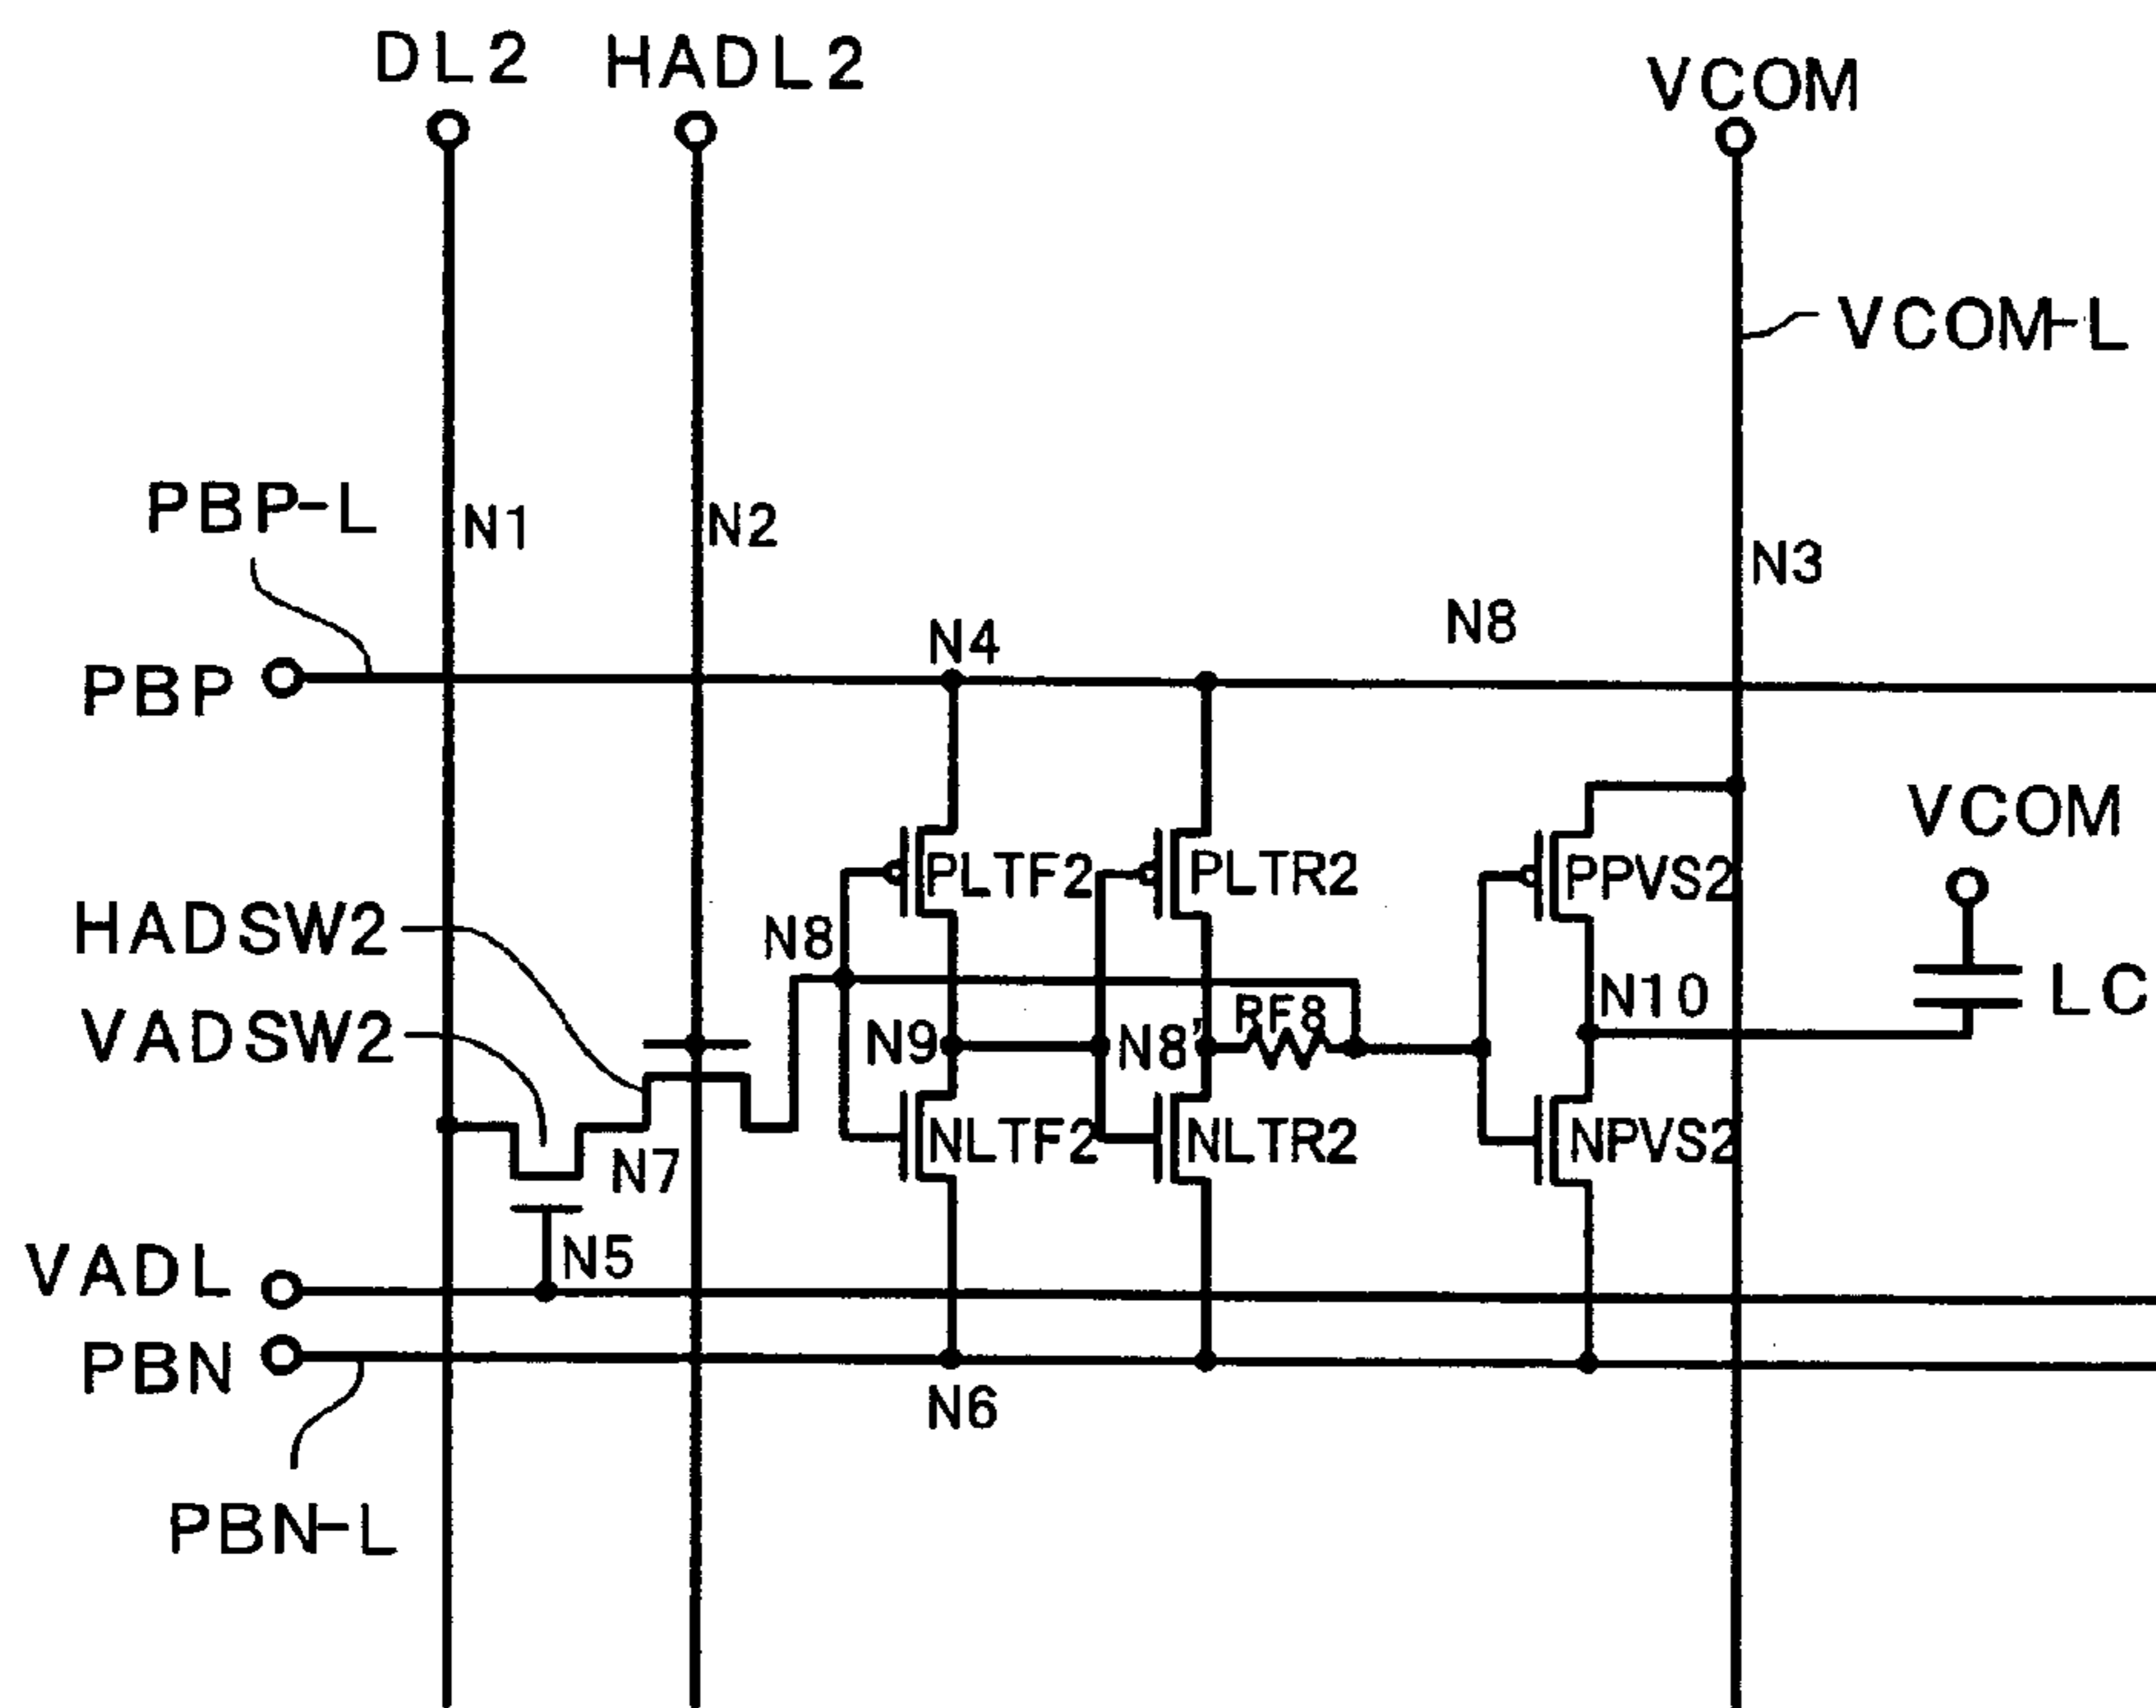 DL2
HADL2
VCOM
VCOM-L
PBP-L
N1
N2
N3
N8
N4
PBP
VCOM
PLTF2
PLTR2
PPVS2
HADSW2
N8
LC
N10
RF8
VADSW2
N9
N8'
NLTF2
NLTR2
NPVS2
N7
VADL
N5
PBN
N6
PBN-L